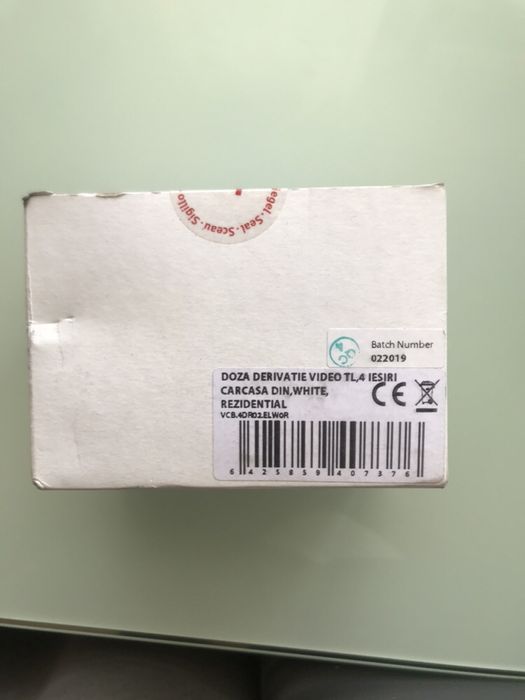 Siegel. Seal. Sceau. Sigillo
Batch Number
QC
022019
DOZA DERIVATIE VIDEO TL,4 IESIRI
CARCASA DIN,WHITE,
REZIDENTIAL
VCB.4DR02.ELW0R
CE
6 425859 407376